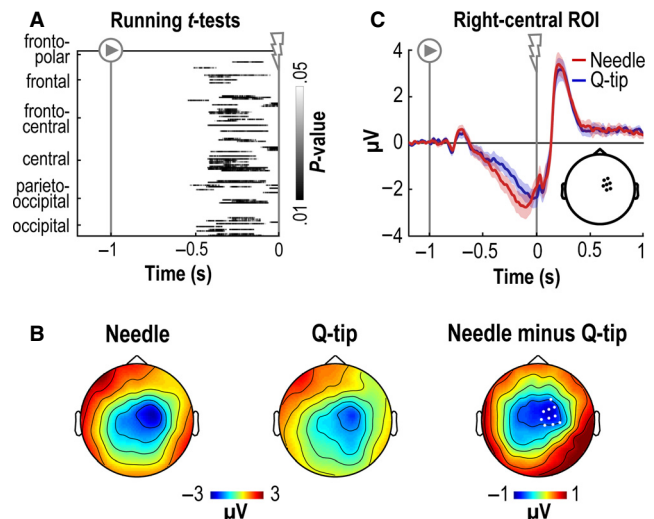 A
Running t-tests
fronto-
polar
frontal
fronto-
central
central
parieto-
occipital
occipital
.05
P-value
.01
−1
−0.5
0
Time (s)
C
Right-central ROI
Needle
Q-tip
µV
4
2
0
−2
−4
−1
−0.5
0
0.5
1
Time (s)
B
Needle
Q-tip
Needle minus Q-tip
−3
3
µV
−1
1
µV